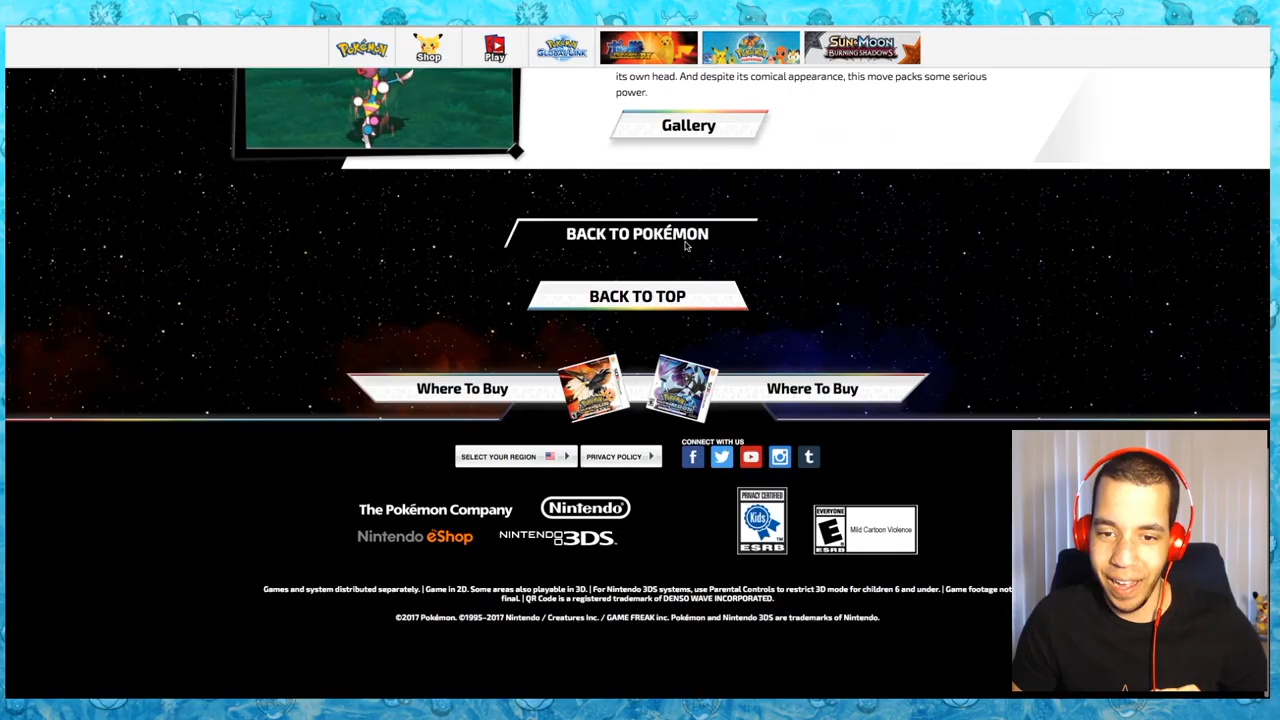 Pokémon
Shop
Play
Pokémon
GLOBAL LINK
SUN & MOON
BURNING SHADOWS
its own head. And despite its comical appearance, this move packs some serious
power.
Gallery
BACK TO POKÉMON
BACK TO TOP
Where To Buy
Where To Buy
CONNECT WITH US
SELECT YOUR REGION
PRIVACY POLICY
The Pokémon Company
Nintendo
Nintendo eShop
NINTENDO 3DS
PRIVACY CERTIFIED
Kids
ESRB
EVERYONE
E
Mild Cartoon Violence
ESRB
Games and system distributed separately. | Game in 2D. Some areas also playable in 3D. | For Nintendo 3DS systems, use Parental Controls to restrict 3D mode for children 6 and under. | Game footage not
final. | QR Code is a registered trademark of DENSO WAVE INCORPORATED.
©2017 Pokémon. ©1995–2017 Nintendo / Creatures Inc. / GAME FREAK inc. Pokémon and Nintendo 3DS are trademarks of Nintendo.